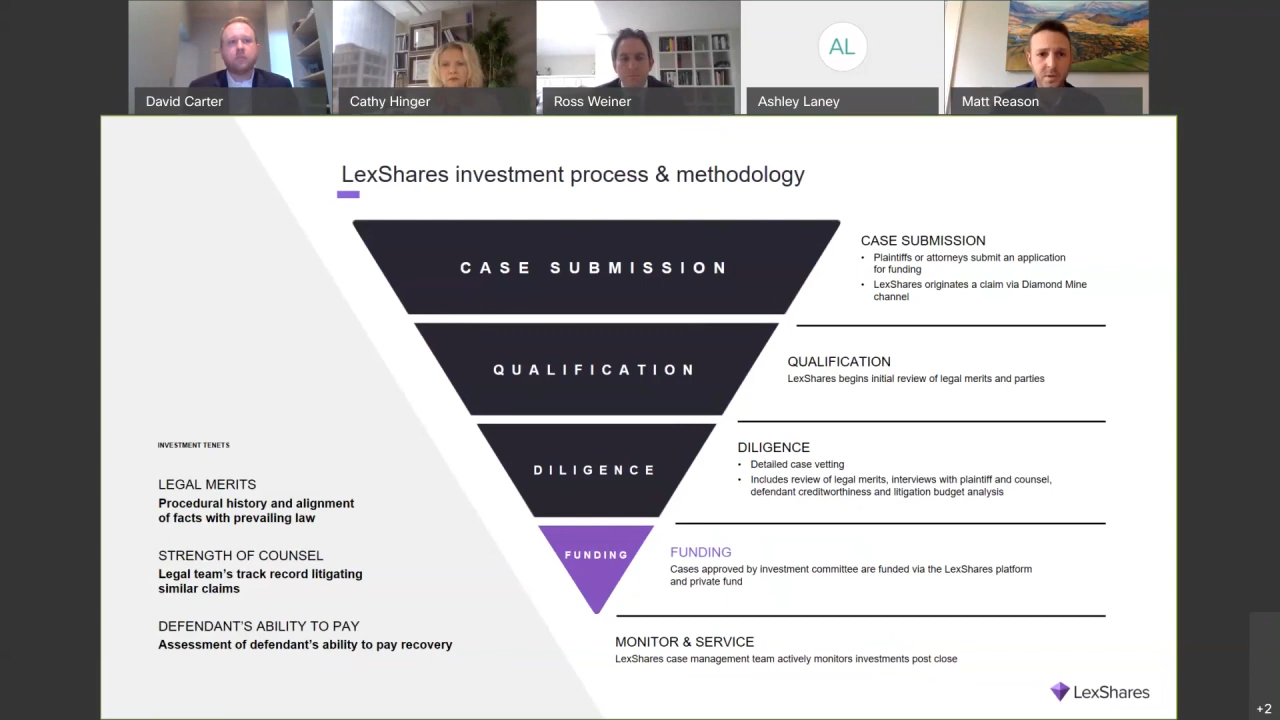 David Carter
Cathy Hinger
Ross Weiner
AL
Ashley Laney
Matt Reason
LexShares investment process & methodology
CASE SUBMISSION
CASE SUBMISSION
• Plaintiffs or attorneys submit an application
for funding
• LexShares originates a claim via Diamond Mine
channel
QUALIFICATION
QUALIFICATION
LexShares begins initial review of legal merits and parties
DILIGENCE
DILIGENCE
• Detailed case vetting
• Includes review of legal merits, interviews with plaintiff and counsel,
defendant creditworthiness and litigation budget analysis
FUNDING
FUNDING
Cases approved by investment committee are funded via the LexShares platform
and private fund
MONITOR & SERVICE
LexShares case management team actively monitors investments post close
INVESTMENT TENETS
LEGAL MERITS
Procedural history and alignment
of facts with prevailing law
STRENGTH OF COUNSEL
Legal team's track record litigating
similar claims
DEFENDANT'S ABILITY TO PAY
Assessment of defendant's ability to pay recovery
LexShares
+2